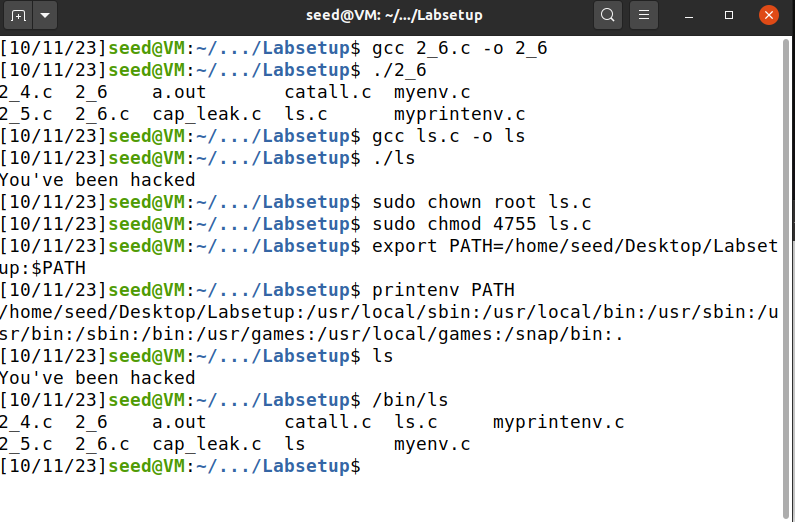 seed@VM: ~/.../Labsetup
[10/11/23]seed@VM:~/.../Labsetup$ gcc 2_6.c -o 2_6
[10/11/23]seed@VM:~/.../Labsetup$ ./2_6
2_4.c  2_6    a.out       catall.c  myenv.c
2_5.c  2_6.c  cap_leak.c  ls.c      myprintenv.c
[10/11/23]seed@VM:~/.../Labsetup$ gcc ls.c -o ls
[10/11/23]seed@VM:~/.../Labsetup$ ./ls
You've been hacked
[10/11/23]seed@VM:~/.../Labsetup$ sudo chown root ls.c
[10/11/23]seed@VM:~/.../Labsetup$ sudo chmod 4755 ls.c
[10/11/23]seed@VM:~/.../Labsetup$ export PATH=/home/seed/Desktop/Labset
up:$PATH
[10/11/23]seed@VM:~/.../Labsetup$ printenv PATH
/home/seed/Desktop/Labsetup:/usr/local/sbin:/usr/local/bin:/usr/sbin:/u
sr/bin:/sbin:/bin:/usr/games:/usr/local/games:/snap/bin:.
[10/11/23]seed@VM:~/.../Labsetup$ ls
You've been hacked
[10/11/23]seed@VM:~/.../Labsetup$ /bin/ls
2_4.c  2_6    a.out       catall.c  ls.c     myprintenv.c
2_5.c  2_6.c  cap_leak.c  ls        myenv.c
[10/11/23]seed@VM:~/.../Labsetup$